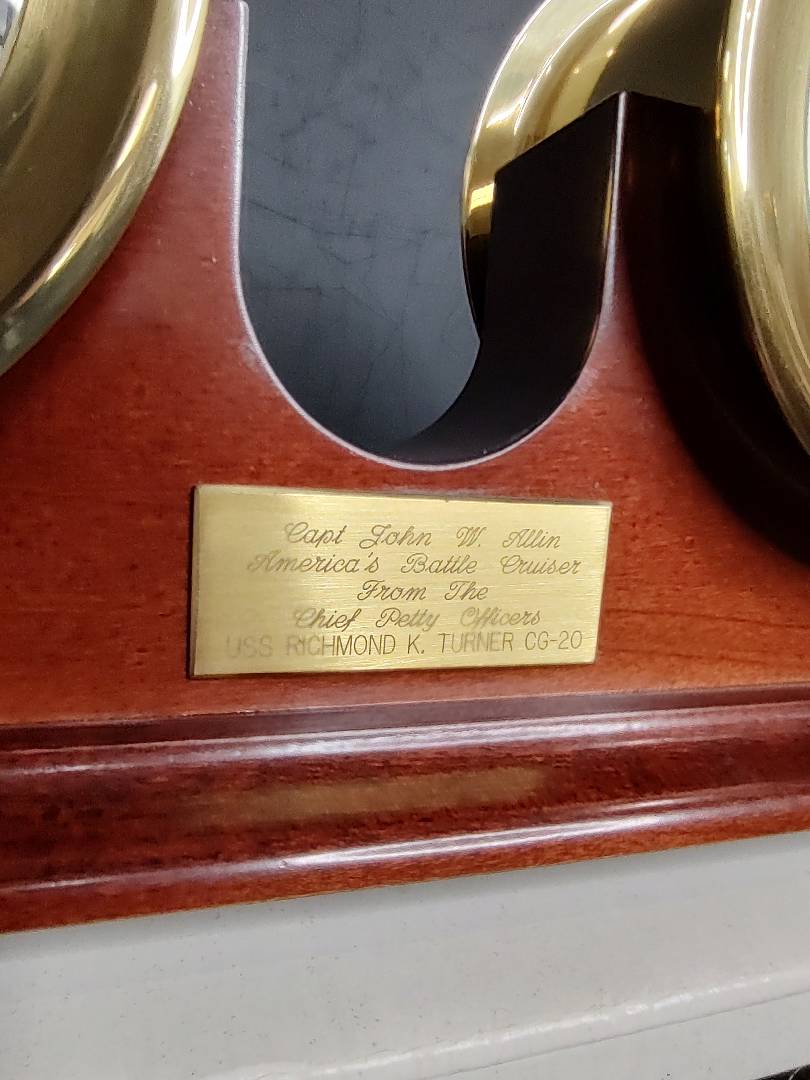 Capt John W. Allin
America's Battle Cruiser
From The
Chief Petty Officers
USS RICHMOND K. TURNER CG-20